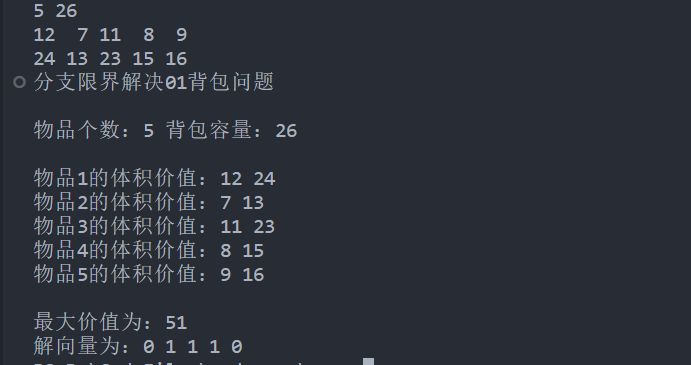 5 26
12  7 11  8  9
24 13 23 15 16
分支限界解决01背包问题
物品个数：5 背包容量：26
物品1的体积价值：12 24
物品2的体积价值：7 13
物品3的体积价值：11 23
物品4的体积价值：8 15
物品5的体积价值：9 16
最大价值为：51
解向量为：0 1 1 1 0